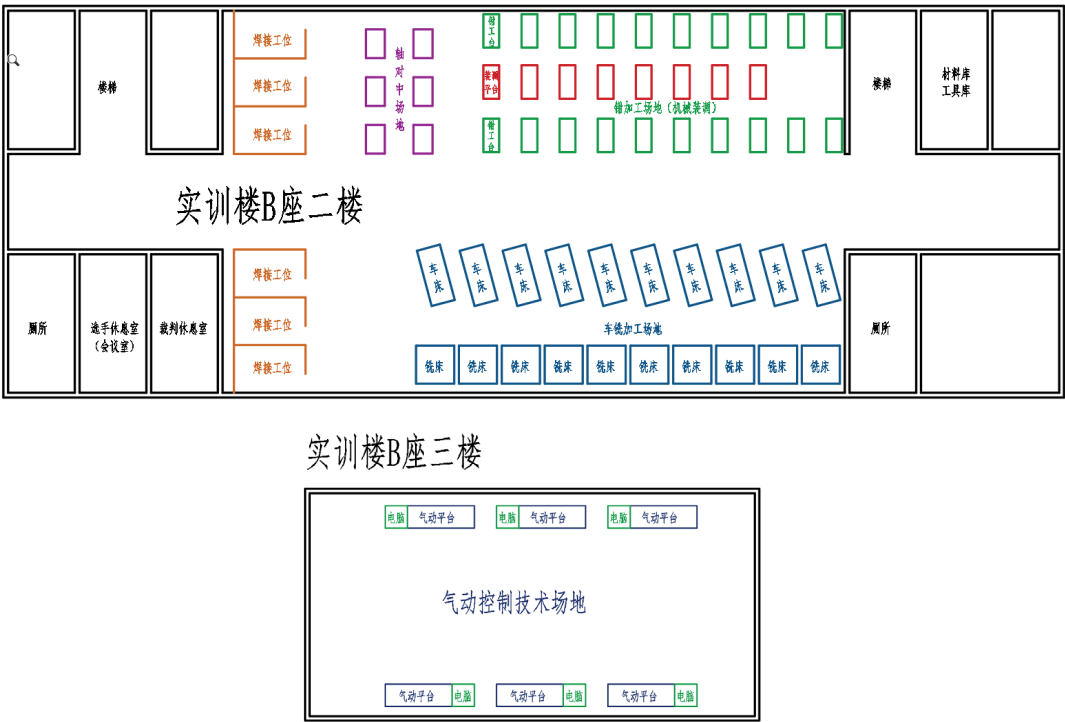 焊接工位
焊接工位
焊接工位
轴对中场地
钳工台
装调
平台
钳工台
钳加工场地（机械装调）
楼梯
楼梯
材料库
工具库
实训楼B座二楼
焊接工位
焊接工位
焊接工位
车床
车床
车床
车床
车床
车床
车床
车床
车床
车床
车铣加工场地
铣床
铣床
铣床
铣床
铣床
铣床
铣床
铣床
铣床
铣床
厕所
选手休息室
（会议室）
裁判休息室
厕所
实训楼B座三楼
电脑 气动平台
电脑 气动平台
电脑 气动平台
气动控制技术场地
气动平台 电脑
气动平台 电脑
气动平台 电脑